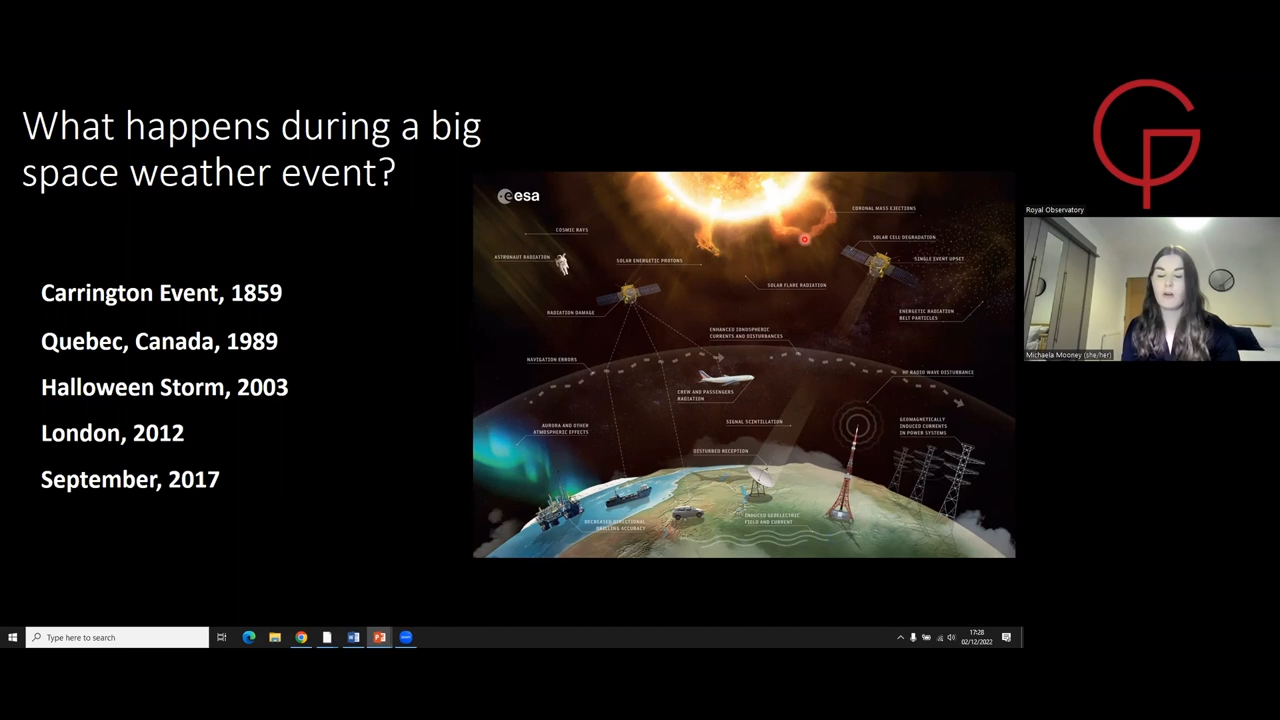 What happens during a big
space weather event?
Carrington Event, 1859
Quebec, Canada, 1989
Halloween Storm, 2003
London, 2012
September, 2017
esa
COSMIC RAYS
ASTRONAUT RADIATION
SOLAR ENERGETIC PROTONS
RADIATION DAMAGE
CORONAL MASS EJECTIONS
SOLAR CELL DEGRADATION
SINGLE EVENT UPSET
SOLAR FLARE RADIATION
ENERGETIC RADIATION
BELT PARTICLES
ENHANCED IONOSPHERIC
CURRENTS AND DISTURBANCES
NAVIGATION ERRORS
CREW AND PASSENGERS
RADIATION
HF RADIO WAVE DISTURBANCE
SIGNAL SCINTILLATION
AURORA AND OTHER
ATMOSPHERIC EFFECTS
GEOMAGNETICALLY
INDUCED CURRENTS
IN POWER SYSTEMS
DISTURBED RECEPTION
DECREASED DIRECTIONAL
DRILLING ACCURACY
INDUCED GEOELECTRIC
FIELD AND CURRENT
Royal Observatory
Michaela Mooney (she/her)
Type here to search
17:28
02/12/2022